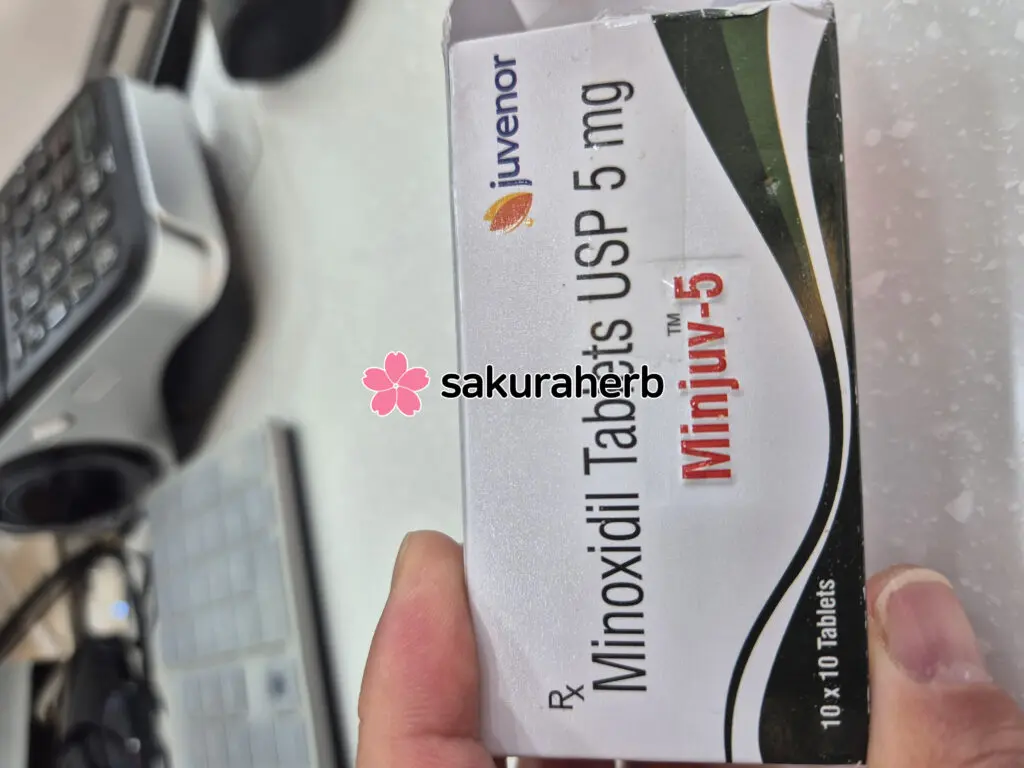 juvenor
Rx
Minoxidil Tablets USP 5 mg
Minjuv-5™
10 x 10 Tablets
sakuraherb